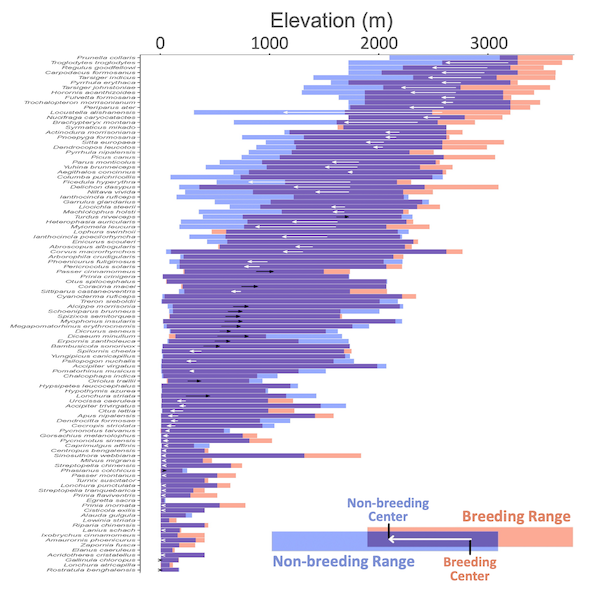 Elevation (m)
0 1000 2000 3000
Prunella collaris
Troglodytes troglodytes
Regulus goodfellowi
Carpodacus formosanus
Tarsiger indicus
Pyrrhula erythaca
Tarsiger johnstoniae
Horornis acanthizoides
Fulvetta formosana
Trochalopteron morrisonianum
Periparus ater
Locustella alishanensis
Nucifraga caryocatactes
Brachypteryx montana
Syrmaticus mikado
Actinodura morrisoniana
Pnoepyga formosana
Sitta europaea
Dendrocopos leucotos
Pyrrhula nipalensis
Picus canus
Parus monticolus
Yuhina brunneiceps
Aegithalos concinnus
Columba pulchricollis
Ficedula hyperythra
Delichon dasypus
Niltava vivida
Ianthocincla ruficeps
Garrulax glandarius
Liocichla steerii
Machlolophus holsti
Turdus niveiceps
Heterophasia auricularis
Myiomela leucura
Lophura swinhoii
Ianthocincla poecilorhyncha
Enicurus scouleri
Abroscopus albogularis
Corvus macrorhynchos
Arborophila crudigularis
Phoenicurus fuliginosus
Pericrocotus solaris
Passer cinnamomeus
Prinia crinigera
Otus spilocephalus
Coracina macei
Sittiparus castaneoventris
Cyanoderma ruficeps
Treron sieboldii
Alcippe morrisonia
Schoeniparus brunneus
Spizixos semitorques
Myophonus insularis
Megapomatorhinus erythrocnemis
Dicrurus aeneus
Dicaeum minullum
Erpornis zantholeuca
Bambusicola sonorivox
Spilornis cheela
Yungipicus canicapillus
Psilopogon nuchalis
Accipiter virgatus
Pomatorhinus musicus
Chalcophaps indica
Oriolus traillii
Hypsipetes leucocephalus
Hypothymis azurea
Lonchura striata
Urocissa caerulea
Accipiter trivirgatus
Otus lettia
Apus nipalensis
Dendrocitta formosae
Cecropis striolata
Pycnonotus taivanus
Gorsachius melanolophus
Pycnonotus sinensis
Caprimulgus affinis
Centropus bengalensis
Sinosuthora webbiana
Milvus migrans
Streptopelia chinensis
Phasianus colchicus
Passer montanus
Turnix suscitator
Lonchura punctulata
Streptopelia tranquebarica
Prinia flaviventris
Egretta sacra
Prinia inornata
Cisticola exilis
Alauda gulgula
Lewinia striata
Riparia chinensis
Lanius schach
Ixobrychus cinnamomeus
Amaurornis phoenicurus
Zapornia fusca
Elanus caeruleus
Acridotheres cristatellus
Gallinula chloropus
Lonchura atricapilla
Rostratula benghalensis
Non-breeding
Center
Breeding Range
Non-breeding Range
Breeding
Center